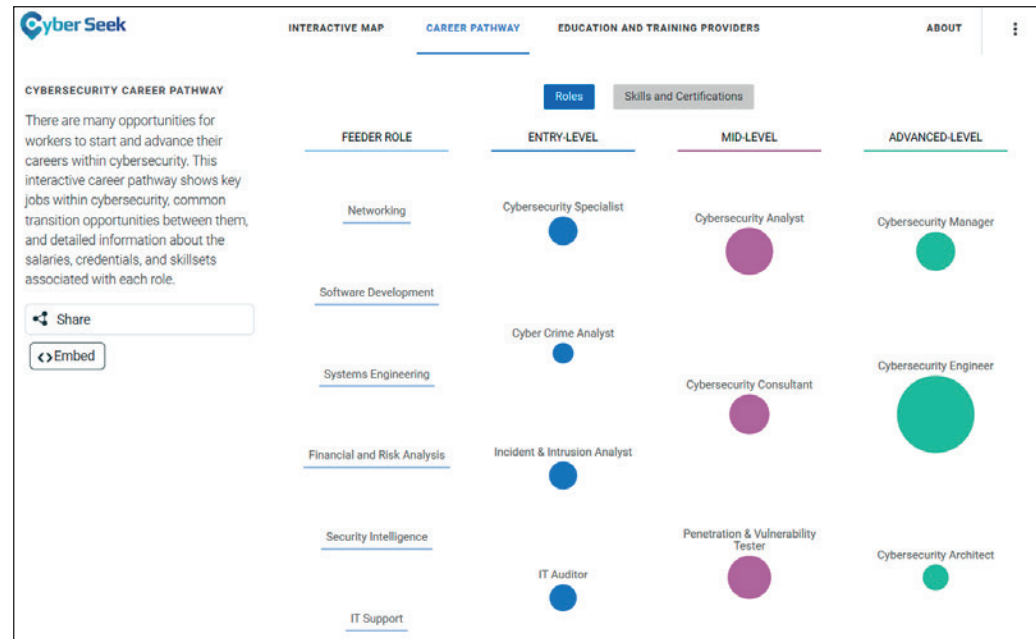 Cyber Seek
INTERACTIVE MAP
CAREER PATHWAY
EDUCATION AND TRAINING PROVIDERS
ABOUT
CYBERSECURITY CAREER PATHWAY
There are many opportunities for
workers to start and advance their
careers within cybersecurity. This
interactive career pathway shows key
jobs within cybersecurity, common
transition opportunities between them,
and detailed information about the
salaries, credentials, and skillsets
associated with each role.
Share
<>Embed
Roles
Skills and Certifications
FEEDER ROLE
Networking
Software Development
Systems Engineering
Financial and Risk Analysis
Security Intelligence
IT Support
ENTRY-LEVEL
Cybersecurity Specialist
Cyber Crime Analyst
Incident & Intrusion Analyst
IT Auditor
MID-LEVEL
Cybersecurity Analyst
Cybersecurity Consultant
Penetration & Vulnerability
Tester
ADVANCED-LEVEL
Cybersecurity Manager
Cybersecurity Engineer
Cybersecurity Architect